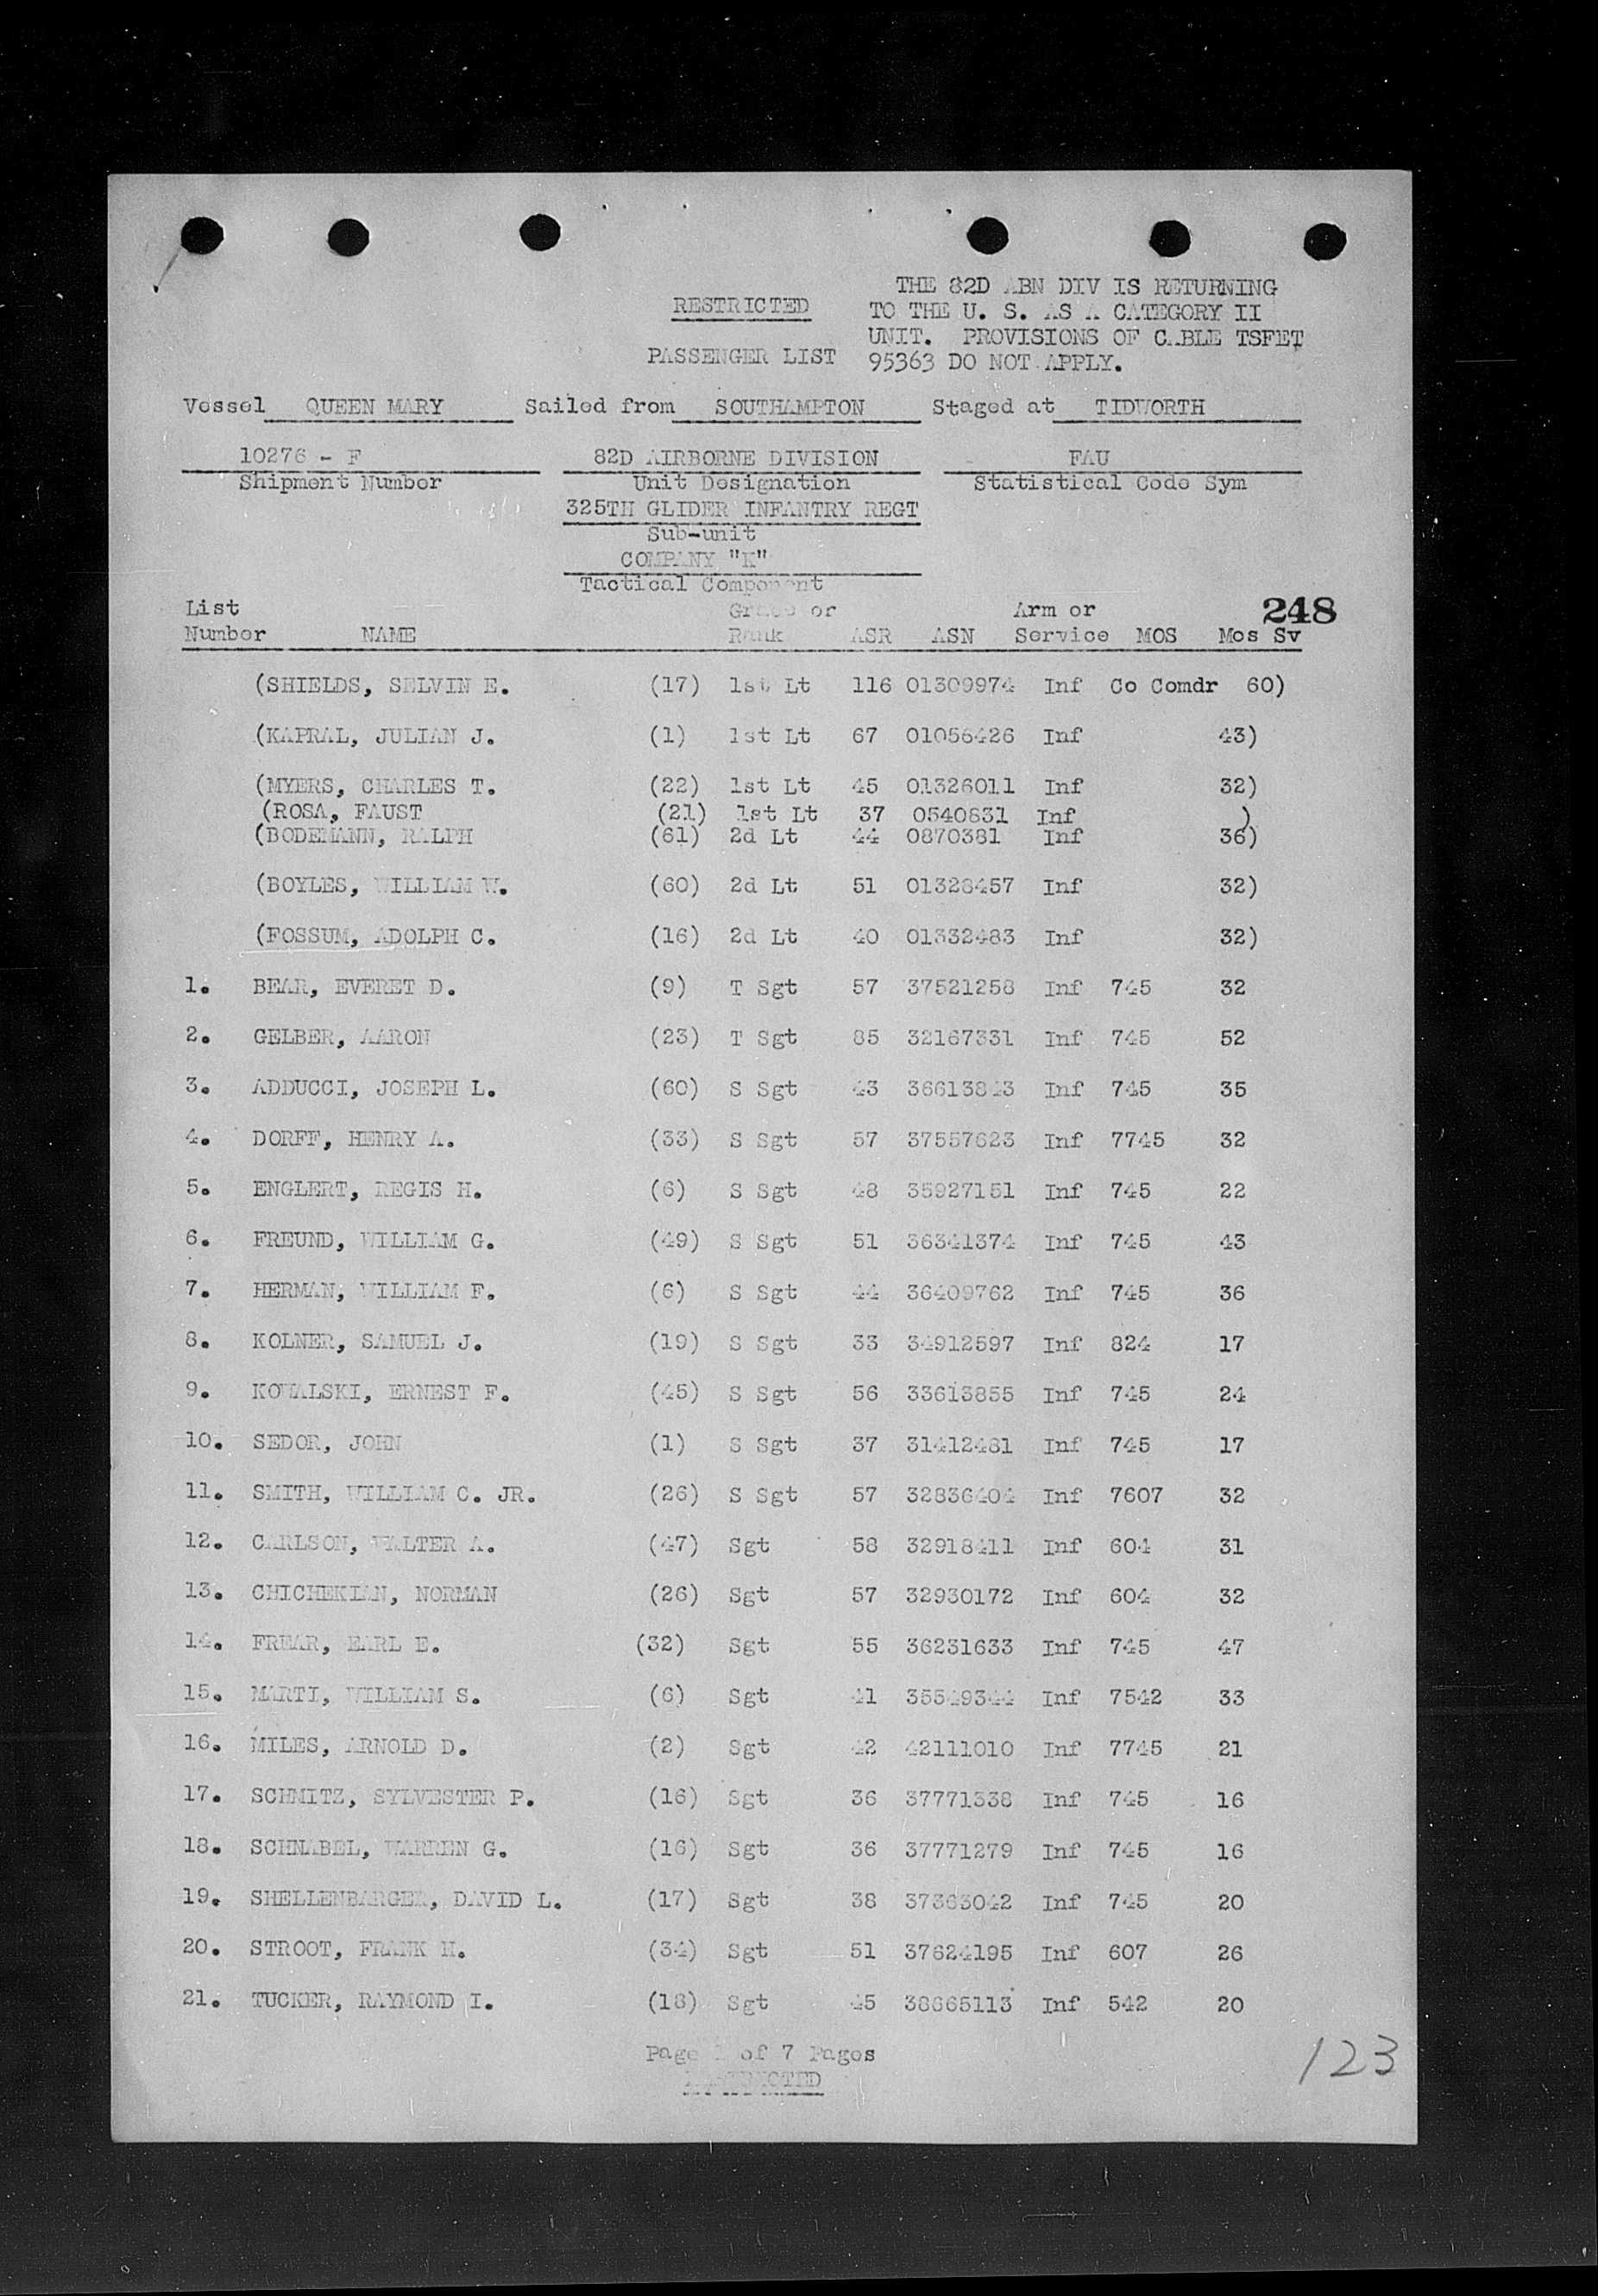 THE 82D ABN DIV IS RETURNING
RESTRICTED TO THE U. S. AS A CATEGORY II
UNIT. PROVISIONS OF CABLE TSFET
PASSENGER LIST 95363 DO NOT APPLY.
Vessel QUEEN MARY Sailed from SOUTHAMPTON Staged at TIDWORTH
10276 - F 82D AIRBORNE DIVISION FAU
Shipment Number Unit Designation Statistical Code Sym
325TH GLIDER INFANTRY REGT
Sub-unit
COMPANY "K"
Tactical Component
List Grade or Arm or 248
Number NAME Rank ASR ASN Service MOS Mos Sv
(SHIELDS, SELVIN E. (17) 1st Lt 116 01309974 Inf Co Comdr 60)
(KAPRAL, JULIAN J. (1) 1st Lt 67 01056426 Inf 43)
(MYERS, CHARLES T. (22) 1st Lt 45 01326011 Inf 32)
(ROSA, FAUST (21) 1st Lt 37 0540831 Inf )
(BODEMANN, RALPH (61) 2d Lt 44 0870381 Inf 36)
(BOYLES, WILLIAM W. (60) 2d Lt 51 01328457 Inf 32)
(FOSSUM, ADOLPH C. (16) 2d Lt 40 01332483 Inf 32)
1. BEAR, EVERET D. (9) T Sgt 57 37521258 Inf 745 32
2. GELBER, AARON (23) T Sgt 85 32167331 Inf 745 52
3. ADDUCCI, JOSEPH L. (60) S Sgt 43 36613843 Inf 745 35
4. DORFF, HENRY A. (33) S Sgt 57 37557623 Inf 7745 32
5. ENGLERT, REGIS H. (6) S Sgt 48 35927151 Inf 745 22
6. FREUND, WILLIAM G. (49) S Sgt 51 36341374 Inf 745 43
7. HERMAN, WILLIAM F. (6) S Sgt 44 36409762 Inf 745 36
8. KOLNER, SAMUEL J. (19) S Sgt 33 34912597 Inf 824 17
9. KOWALSKI, ERNEST F. (45) S Sgt 56 33613855 Inf 745 24
10. SEDOR, JOHN (1) S Sgt 37 31412481 Inf 745 17
11. SMITH, WILLIAM C. JR. (26) S Sgt 57 32836404 Inf 7607 32
12. CARLSON, WALTER A. (47) Sgt 58 32918411 Inf 604 31
13. CHICHEKIAN, NORMAN (26) Sgt 57 32930172 Inf 604 32
14. FREAR, EARL E. (32) Sgt 55 36231633 Inf 745 47
15. MARTI, WILLIAM S. (6) Sgt 41 35549344 Inf 7542 33
16. MILES, ARNOLD D. (2) Sgt 42 42111010 Inf 7745 21
17. SCHMITZ, SYLVESTER P. (16) Sgt 36 37771338 Inf 745 16
18. SCHNABEL, WARREN G. (16) Sgt 36 37771279 Inf 745 16
19. SHELLENBARGER, DAVID L. (17) Sgt 38 37363042 Inf 745 20
20. STROOT, FRANK H. (34) Sgt 51 37624195 Inf 607 26
21. TUCKER, RAYMOND I. (18) Sgt 45 38665113 Inf 542 20
Page 1 of 7 Pages
RESTRICTED
123